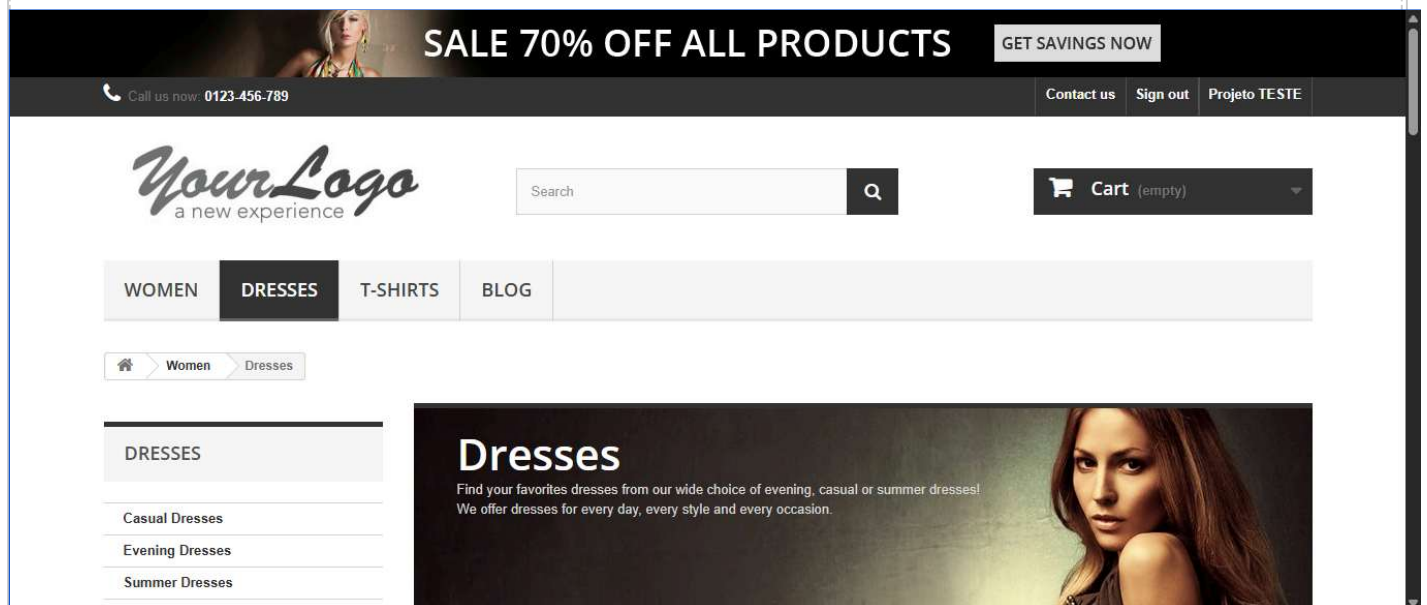 SALE 70% OFF ALL PRODUCTS
GET SAVINGS NOW
Call us now: 0123-456-789
Contact us
Sign out
Projeto TESTE
YourLogo
a new experience
Search
Cart (empty)
WOMEN
DRESSES
T-SHIRTS
BLOG
Women
Dresses
DRESSES
Casual Dresses
Evening Dresses
Summer Dresses
Dresses
Find your favorites dresses from our wide choice of evening, casual or summer dresses!
We offer dresses for every day, every style and every occasion.